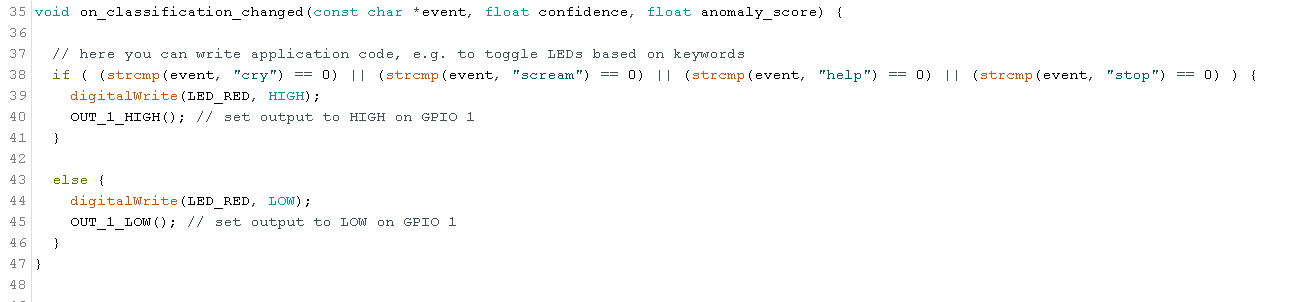 35 void on_classification_changed(const char *event, float confidence, float anomaly_score) {
36
37   // here you can write application code, e.g. to toggle LEDs based on keywords
38   if ( (strcmp(event, "cry") == 0) || (strcmp(event, "scream") == 0) || (strcmp(event, "help") == 0) || (strcmp(event, "stop") == 0) ) {
39     digitalWrite(LED_RED, HIGH);
40     OUT_1_HIGH(); // set output to HIGH on GPIO 1
41   }
42
43   else {
44     digitalWrite(LED_RED, LOW);
45     OUT_1_LOW(); // set output to LOW on GPIO 1
46   }
47 }
48